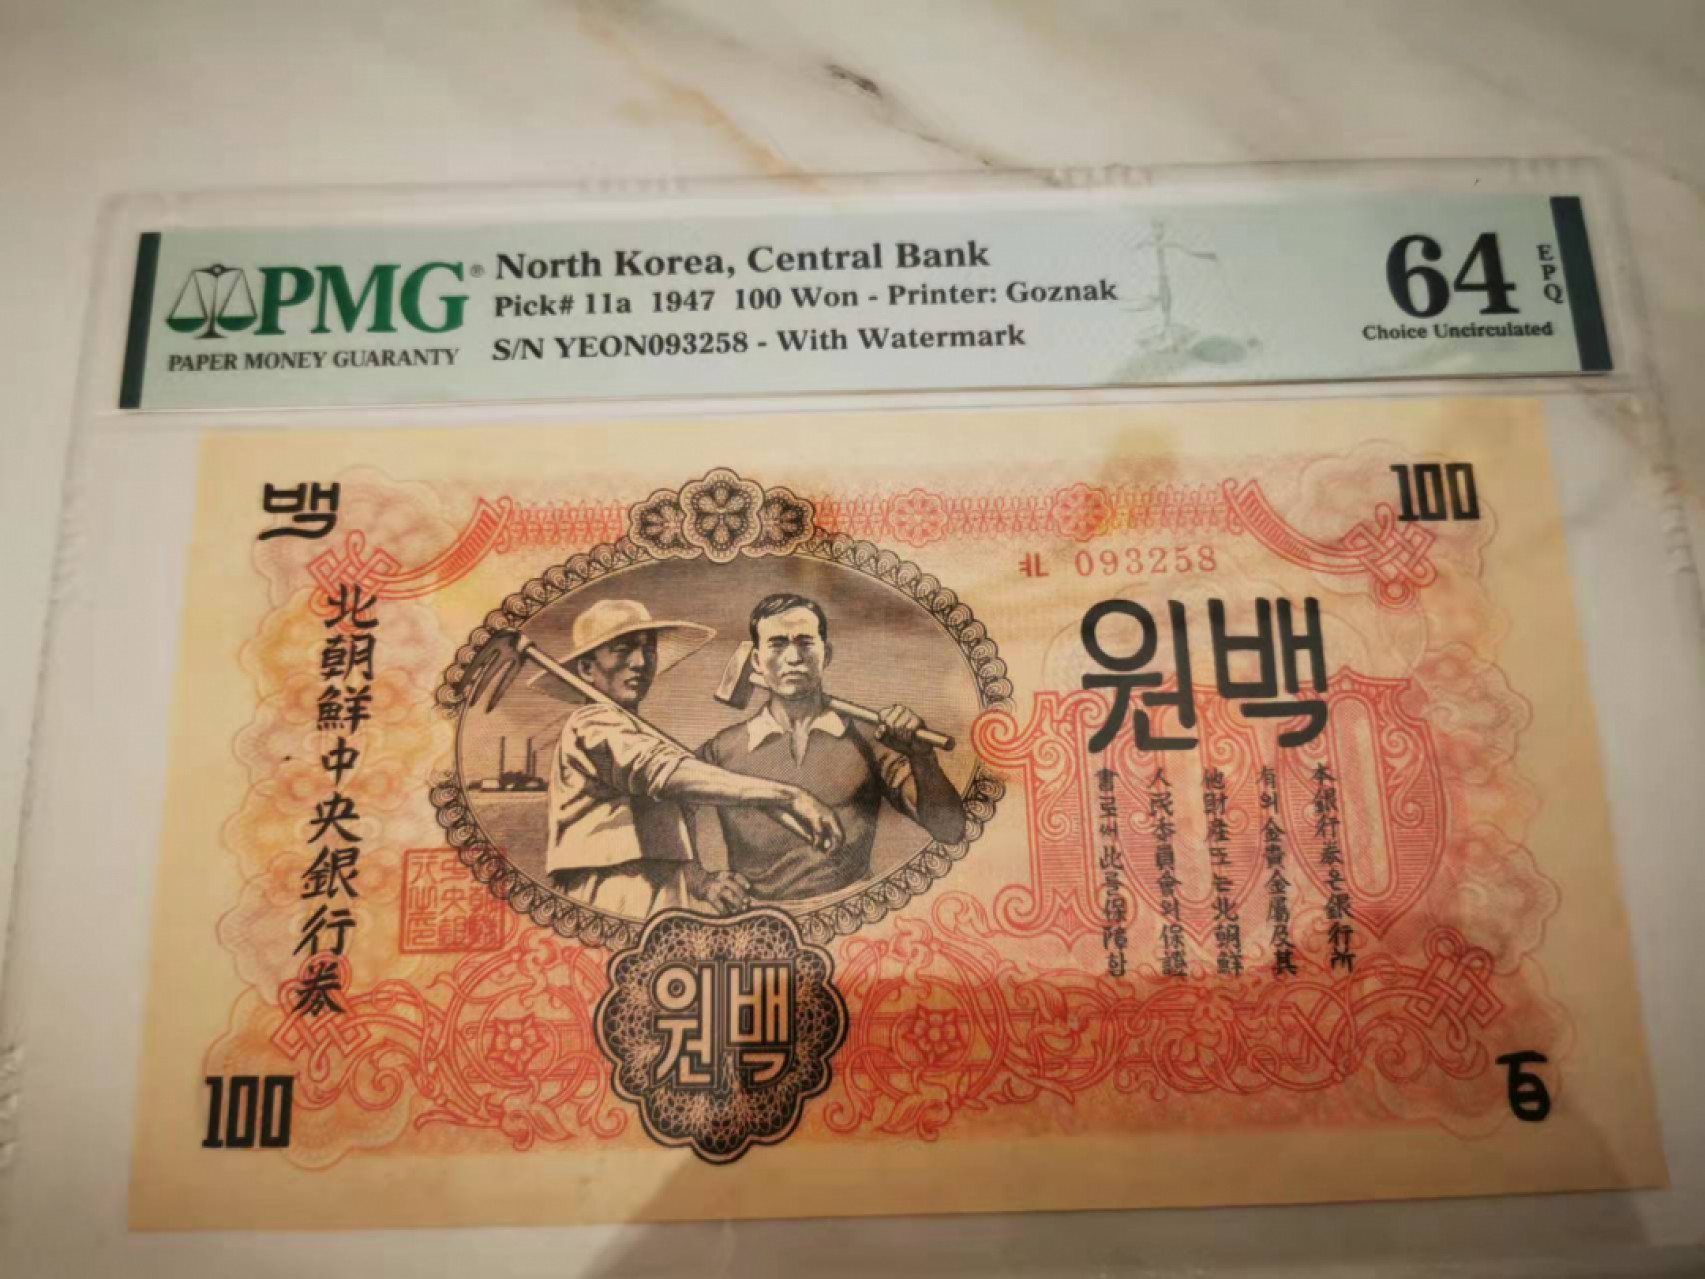 PMG®
PAPER MONEY GUARANTY
North Korea, Central Bank
Pick# 11a 1947 100 Won - Printer: Goznak
S/N YEON093258 - With Watermark
64
EPQ
Choice Uncirculated
백
100
ㅕㄴ 093258
백원
北朝鮮中央銀行券
本銀行券은銀行所
有의金貴金屬及其
他財産또는北朝鮮
人民委員會의保證
書로써此를保障함
100
백원
100
百